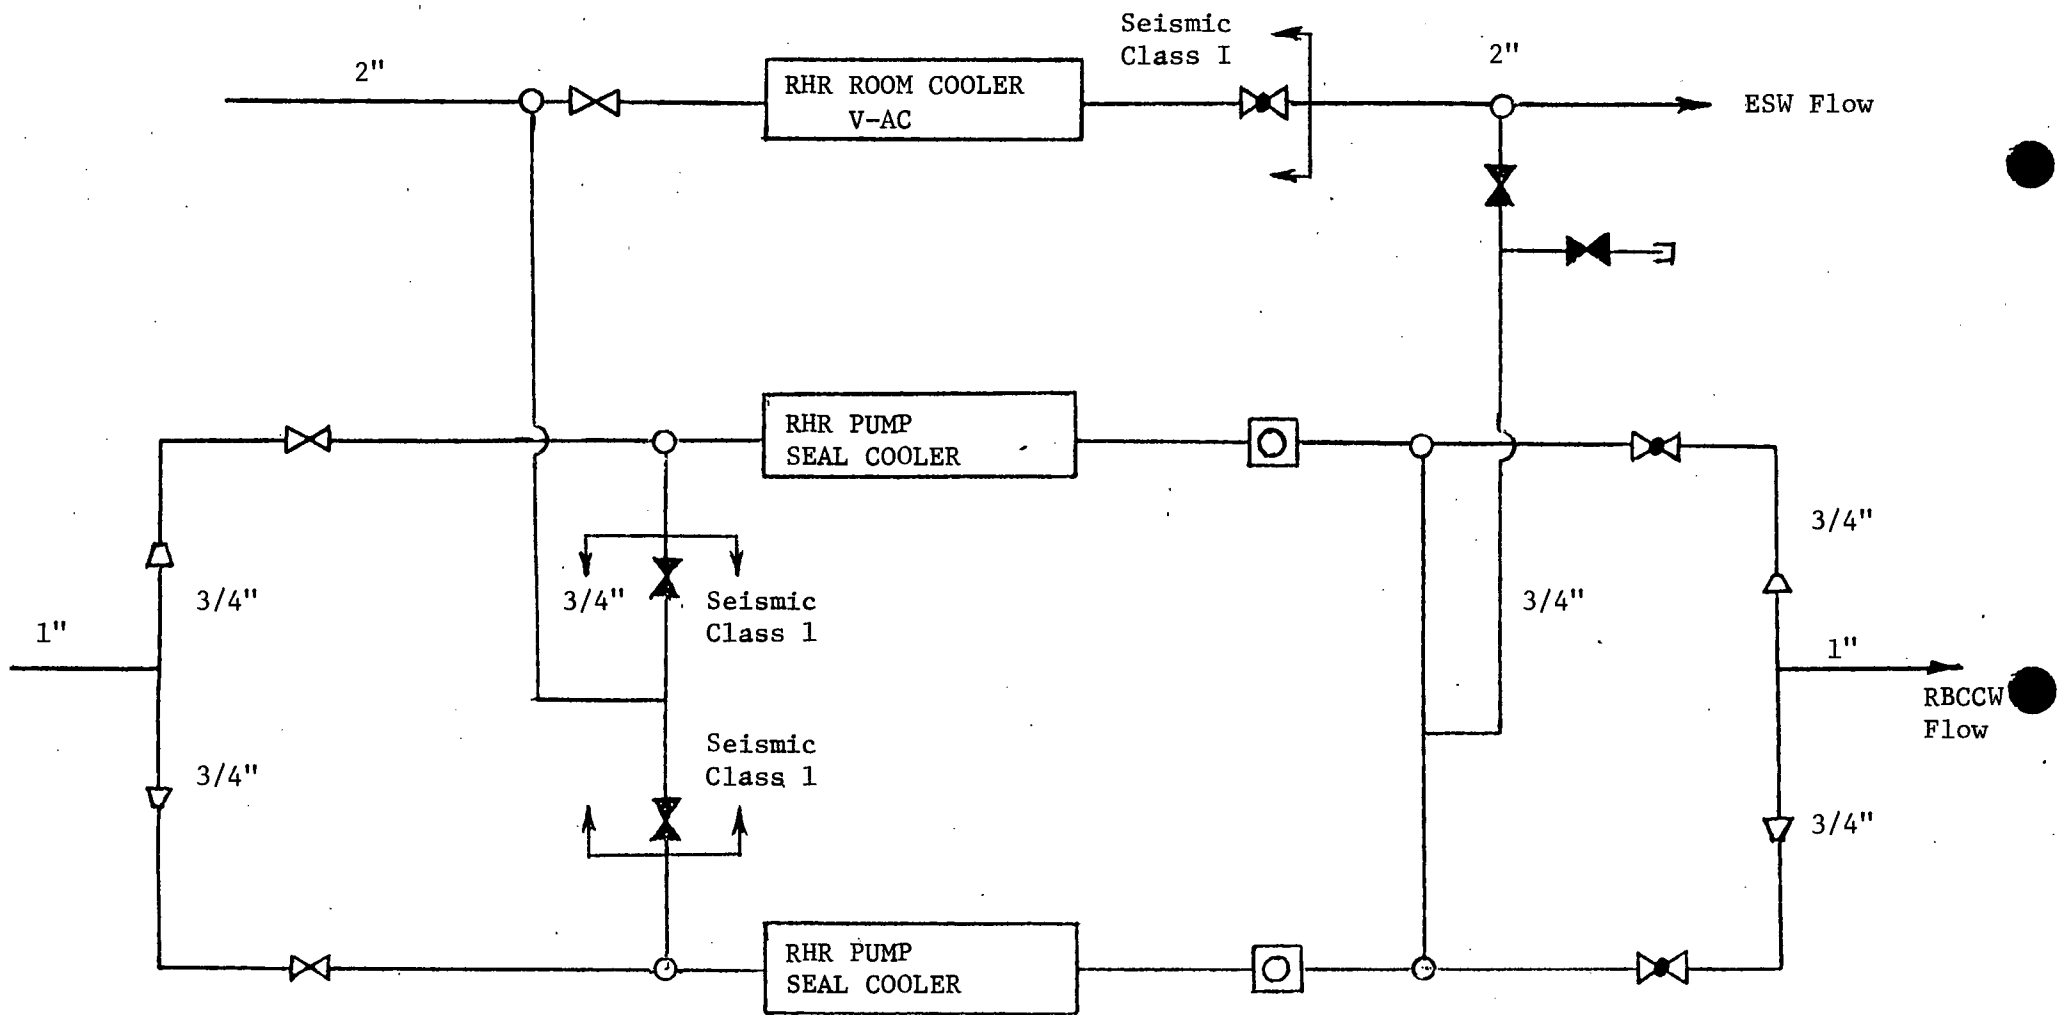 Seismic
Class I
2"
2"
RHR ROOM COOLER
V-AC
ESW Flow
RHR PUMP
SEAL COOLER
3/4"
3/4"
3/4"
Seismic
Class 1
3/4"
1"
1"
RBCCW
Flow
Seismic
Class 1
3/4"
3/4"
RHR PUMP
SEAL COOLER